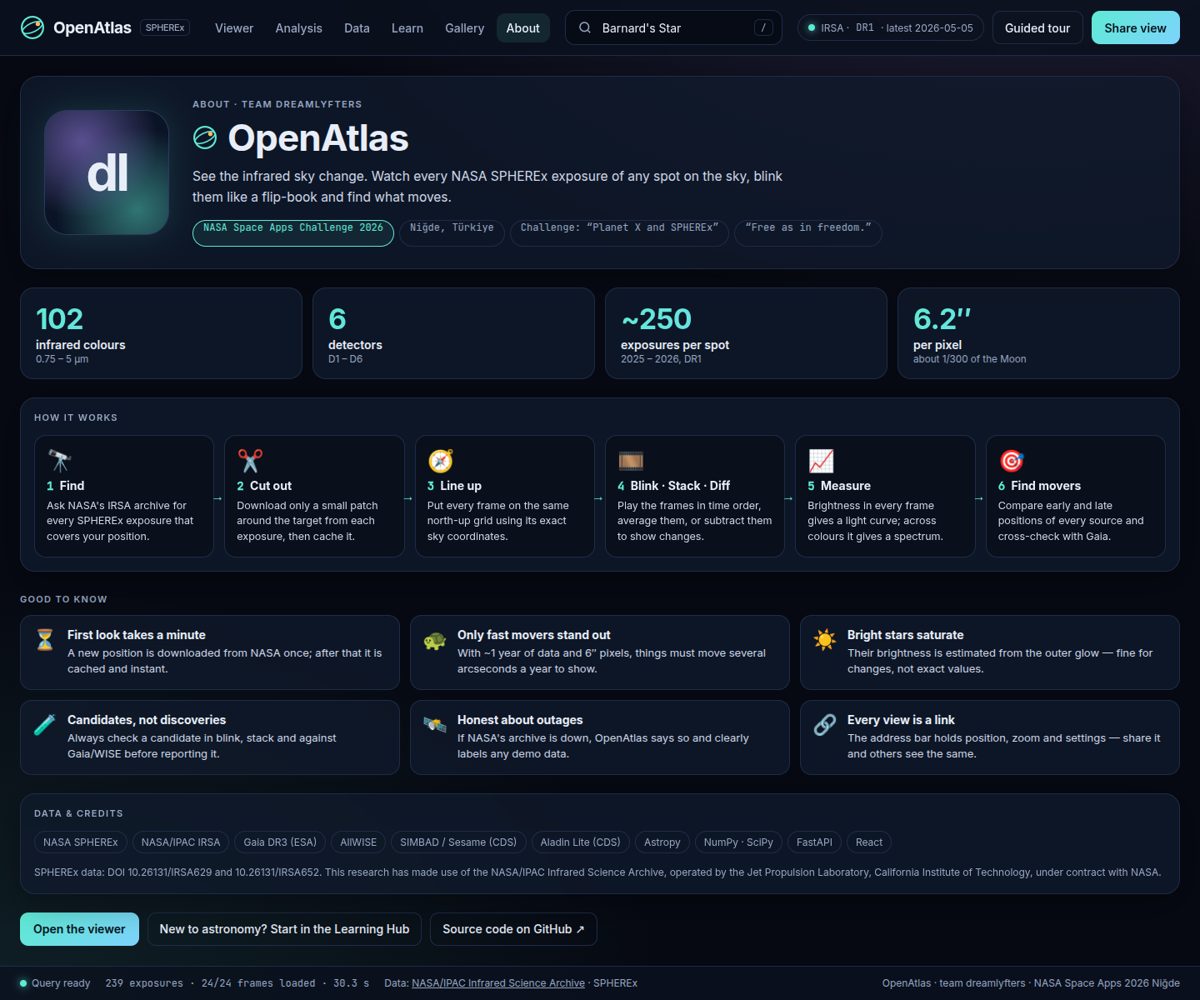 OpenAtlas SPHEREx Viewer Analysis Data Learn Gallery About Barnard's Star / IRSA · DR1 · latest 2026-05-05 Guided tour Share view
ABOUT · TEAM DREAMLYFTERS
dl
OpenAtlas
See the infrared sky change. Watch every NASA SPHEREx exposure of any spot on the sky, blink
them like a flip-book and find what moves.
NASA Space Apps Challenge 2026 Niğde, Türkiye Challenge: “Planet X and SPHEREx” “Free as in freedom.”
102
infrared colours
0.75 – 5 µm
6
detectors
D1 – D6
~250
exposures per spot
2025 – 2026, DR1
6.2″
per pixel
about 1/300 of the Moon
HOW IT WORKS
1 Find
Ask NASA's IRSA archive for
every SPHEREx exposure that
covers your position.
→
2 Cut out
Download only a small patch
around the target from each
exposure, then cache it.
→
3 Line up
Put every frame on the same
north-up grid using its exact
sky coordinates.
→
4 Blink · Stack · Diff
Play the frames in time order,
average them, or subtract them
to show changes.
→
5 Measure
Brightness in every frame
gives a light curve; across
colours it gives a spectrum.
→
6 Find movers
Compare early and late
positions of every source and
cross-check with Gaia.
GOOD TO KNOW
First look takes a minute
A new position is downloaded from NASA once; after that it is
cached and instant.
Only fast movers stand out
With ~1 year of data and 6″ pixels, things must move several
arcseconds a year to show.
Bright stars saturate
Their brightness is estimated from the outer glow — fine for
changes, not exact values.
Candidates, not discoveries
Always check a candidate in blink, stack and against
Gaia/WISE before reporting it.
Honest about outages
If NASA's archive is down, OpenAtlas says so and clearly
labels any demo data.
Every view is a link
The address bar holds position, zoom and settings — share it
and others see the same.
DATA & CREDITS
NASA SPHEREx NASA/IPAC IRSA Gaia DR3 (ESA) AllWISE SIMBAD / Sesame (CDS) Aladin Lite (CDS) Astropy NumPy · SciPy FastAPI React
SPHEREx data: DOI 10.26131/IRSA629 and 10.26131/IRSA652. This research has made use of the NASA/IPAC Infrared Science Archive, operated by the Jet Propulsion Laboratory, California Institute of Technology, under contract with NASA.
Open the viewer New to astronomy? Start in the Learning Hub Source code on GitHub ↗
Query ready 239 exposures · 24/24 frames loaded · 30.3 s Data: NASA/IPAC Infrared Science Archive · SPHEREx OpenAtlas · team dreamlyfters · NASA Space Apps 2026 Niğde